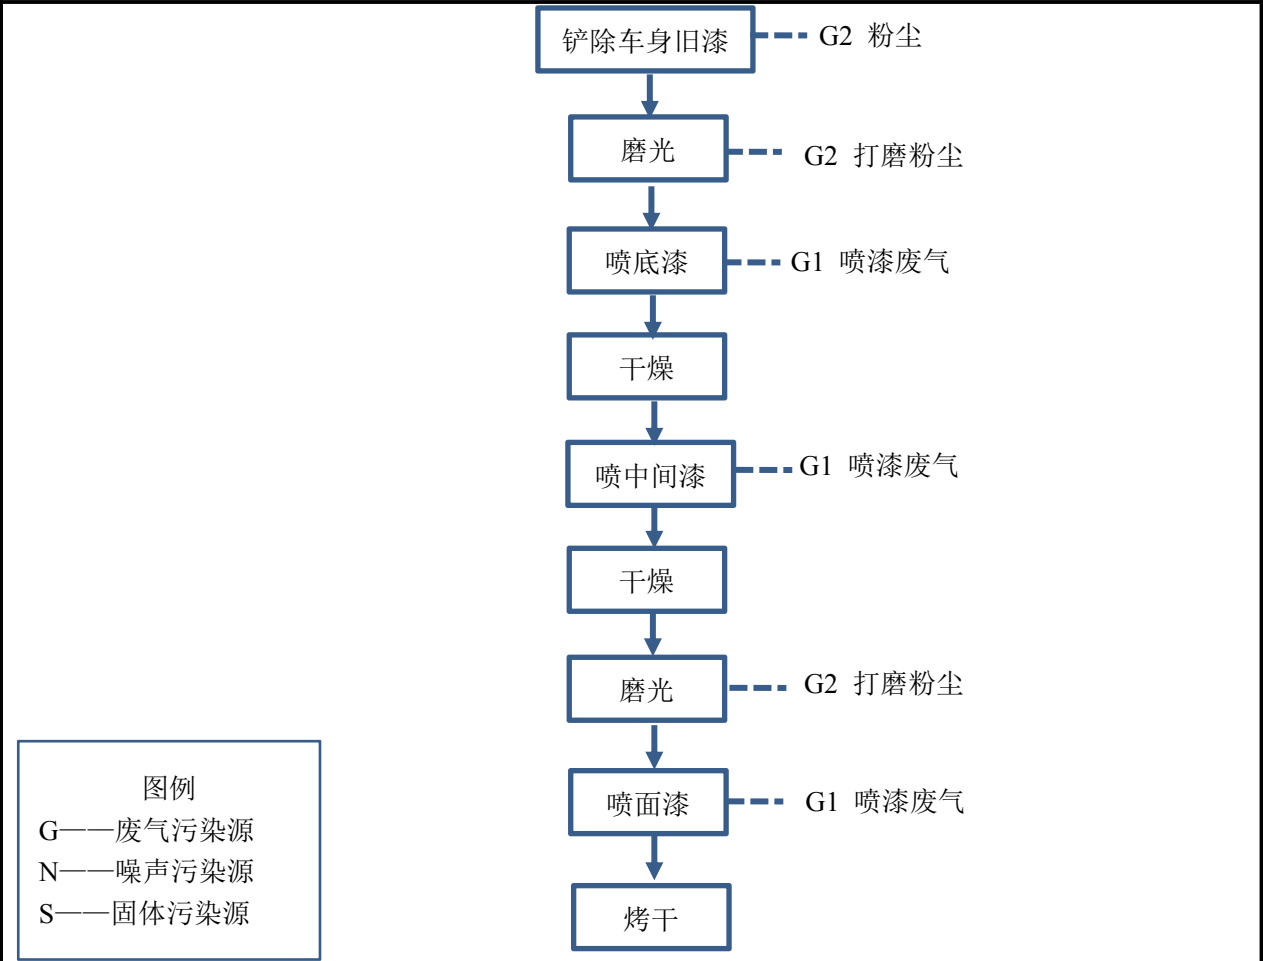 铲除车身旧漆
G2 粉尘
磨光
G2 打磨粉尘
喷底漆
G1 喷漆废气
干燥
喷中间漆
G1 喷漆废气
干燥
磨光
G2 打磨粉尘
喷面漆
G1 喷漆废气
烤干
图例
G——废气污染源
N——噪声污染源
S——固体污染源